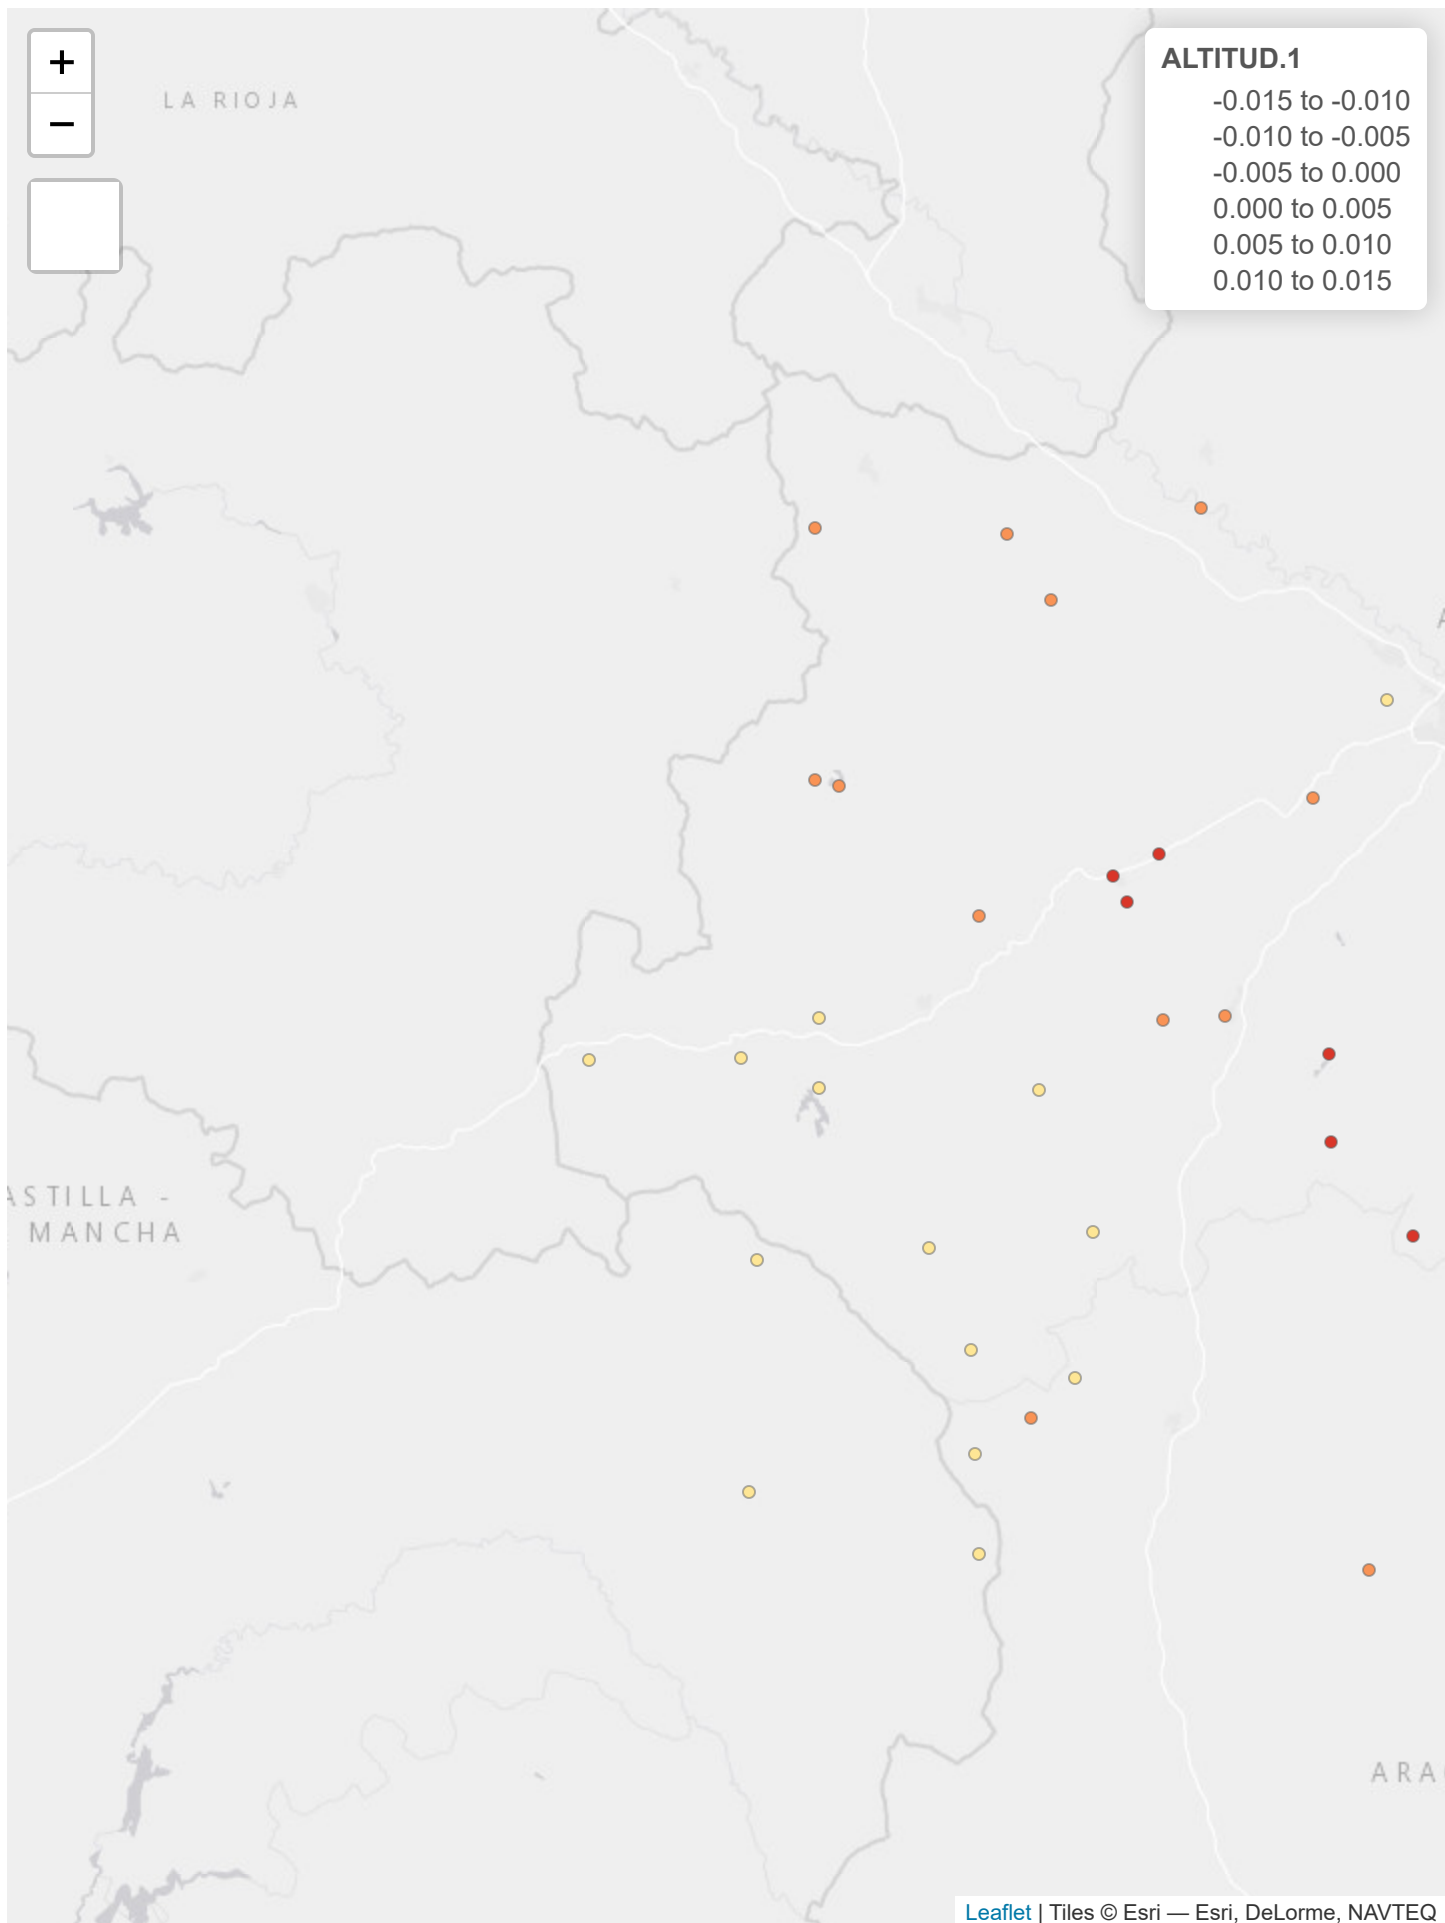 +
−
LA RIOJA
ALTITUD.1
-0.015 to -0.010
-0.010 to -0.005
-0.005 to 0.000
0.000 to 0.005
0.005 to 0.010
0.010 to 0.015
ASTILLA -
MANCHA
ARA
Leaflet | Tiles © Esri — Esri, DeLorme, NAVTEQ